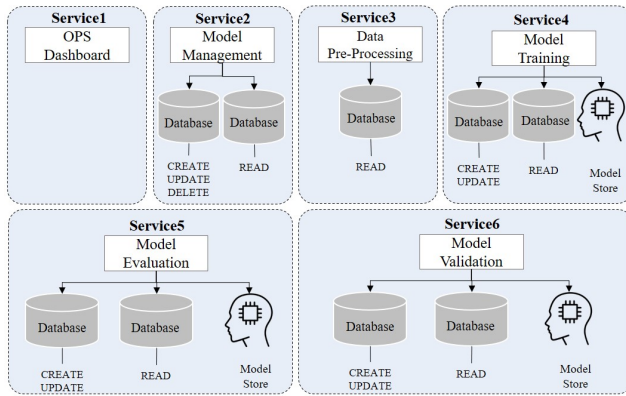 Service1
OPS
Dashboard
Service2
Model
Management
Database
Database
CREATE
UPDATE
DELETE
READ
Service3
Data
Pre-Processing
Database
READ
Service4
Model
Training
Database
Database
CREATE
UPDATE
READ
Model
Store
Service5
Model
Evaluation
Database
Database
CREATE
UPDATE
READ
Model
Store
Service6
Model
Validation
Database
Database
CREATE
UPDATE
READ
Model
Store